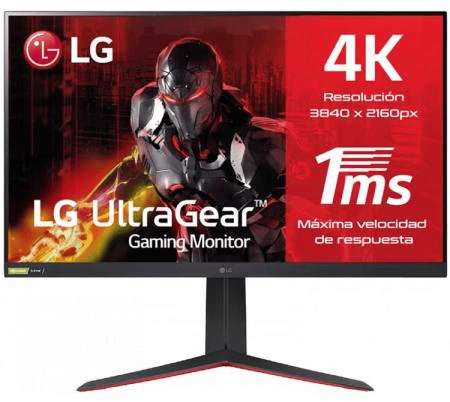 LG
LG UltraGear™
Gaming Monitor
4K
Resolución
3840 x 2160px
1ms
Máxima velocidad
de respuesta
LG